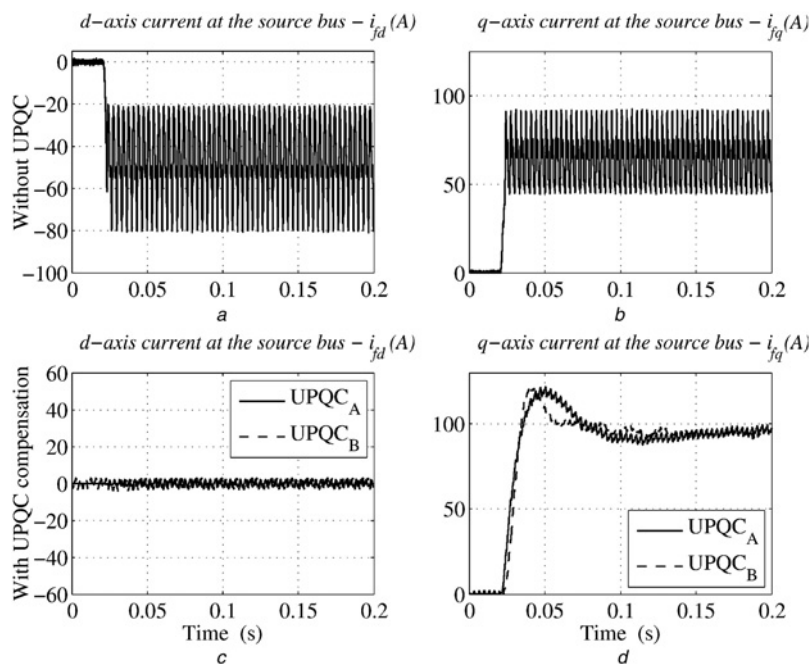 d-axis current at the source bus – i_fd (A)
q-axis current at the source bus – i_fq (A)
Without UPQC
0
−20
−40
−60
−80
−100
0 0.05 0.1 0.15 0.2
a
100
50
0
0 0.05 0.1 0.15 0.2
b
d-axis current at the source bus – i_fd (A)
q-axis current at the source bus – i_fq (A)
With UPQC compensation
60
40
20
0
−20
−40
−60
UPQC_A
UPQC_B
0 0.05 0.1 0.15 0.2
Time (s)
c
100
50
0
UPQC_A
UPQC_B
0 0.05 0.1 0.15 0.2
Time (s)
d